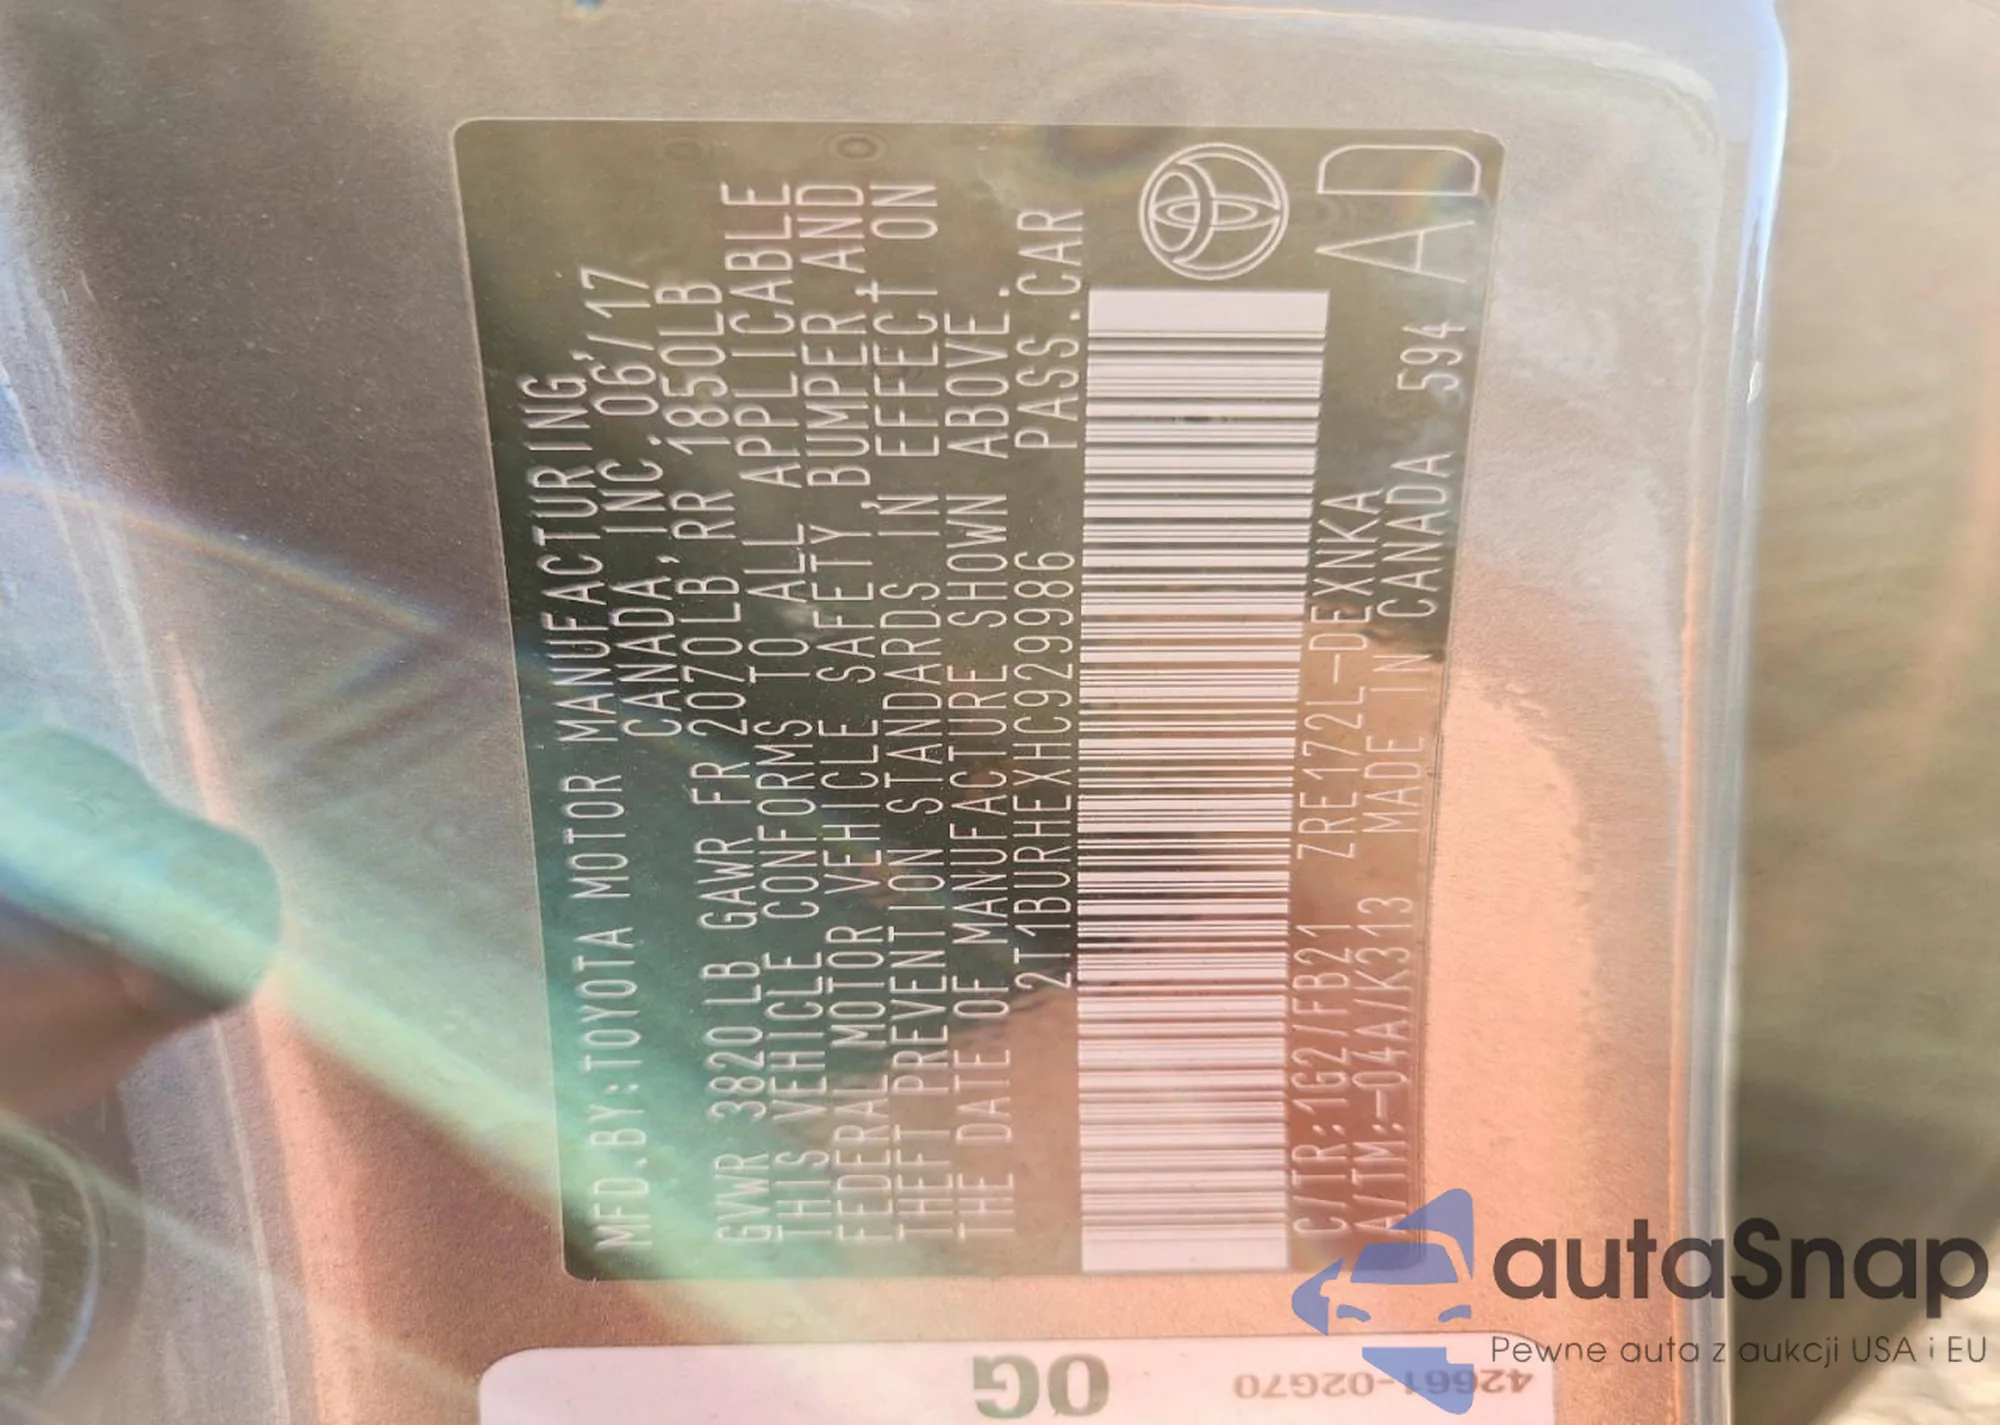 MFD.BY:TOYOTA MOTOR MANUFACTURING,
CANADA, INC. 06/17
CANADA,
GVWR 3820 LB GAWR FR 2070LB, RR 1850LB
THIS VEHICLE CONFORMS TO ALL APPLICABLE
FEDERAL MOTOR VEHICLE SAFETY, BUMPER, AND
THEFT PREVENTION STANDARDS IN EFFECT ON
THE DATE OF MANUFACTURE SHOWN ABOVE.
2T1BURHEXHC929986 PASS.CAR
C/TR:1G2/FB21 ZRE172L-DEXNKA
A/TM:-04A/K313 MADE IN CANADA 594
AD
OG
42661-02G70
autaSnap
Pewne auta z aukcji USA i EU